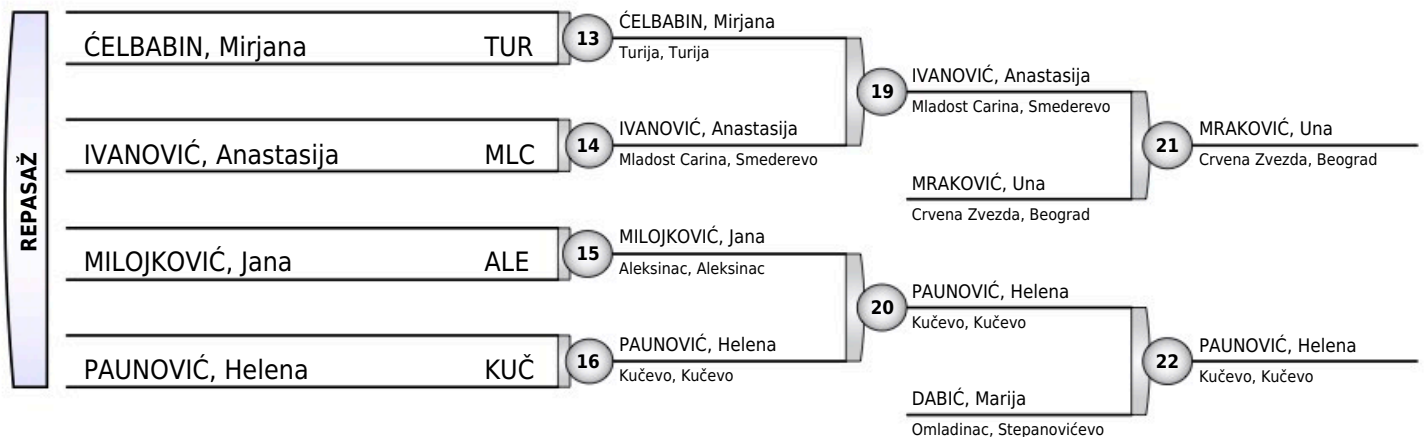 REPASAŽ
ĆELBABIN, Mirjana TUR
IVANOVIĆ, Anastasija MLC
MILOJKOVIĆ, Jana ALE
PAUNOVIĆ, Helena KUČ
13
ĆELBABIN, Mirjana
Turija, Turija
14
IVANOVIĆ, Anastasija
Mladost Carina, Smederevo
15
MILOJKOVIĆ, Jana
Aleksinac, Aleksinac
16
PAUNOVIĆ, Helena
Kučevo, Kučevo
19
IVANOVIĆ, Anastasija
Mladost Carina, Smederevo
MRAKOVIĆ, Una
Crvena Zvezda, Beograd
20
PAUNOVIĆ, Helena
Kučevo, Kučevo
DABIĆ, Marija
Omladinac, Stepanovićevo
21
MRAKOVIĆ, Una
Crvena Zvezda, Beograd
22
PAUNOVIĆ, Helena
Kučevo, Kučevo